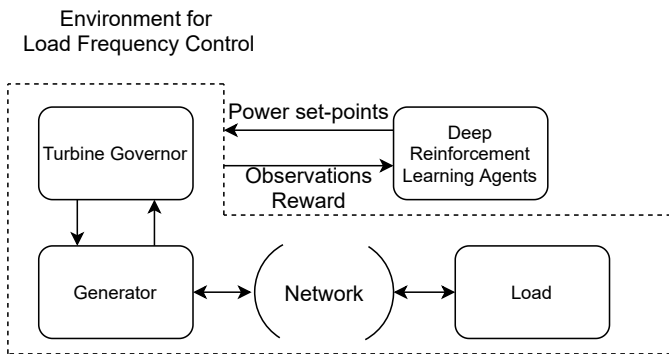 Environment for
Load Frequency Control
Power set-points
Turbine Governor
Deep
Reinforcement
Learning Agents
Observations
Reward
Generator
Network
Load